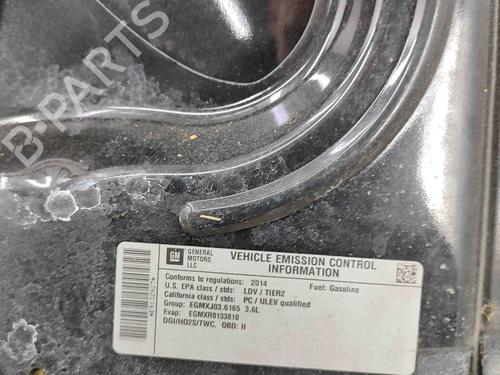 B-PARTS
GM
GENERAL MOTORS LLC
VEHICLE EMISSION CONTROL INFORMATION
Conforms to regulations: 2014 Fuel: Gasoline
U.S. EPA class / stds: LDV / TIER2
California class / stds: PC / ULEV qualified
Group: EGMXJ03.6165 3.6L
Evap: EGMXR0133810
DGI/HO2S/TWC, OBD: II